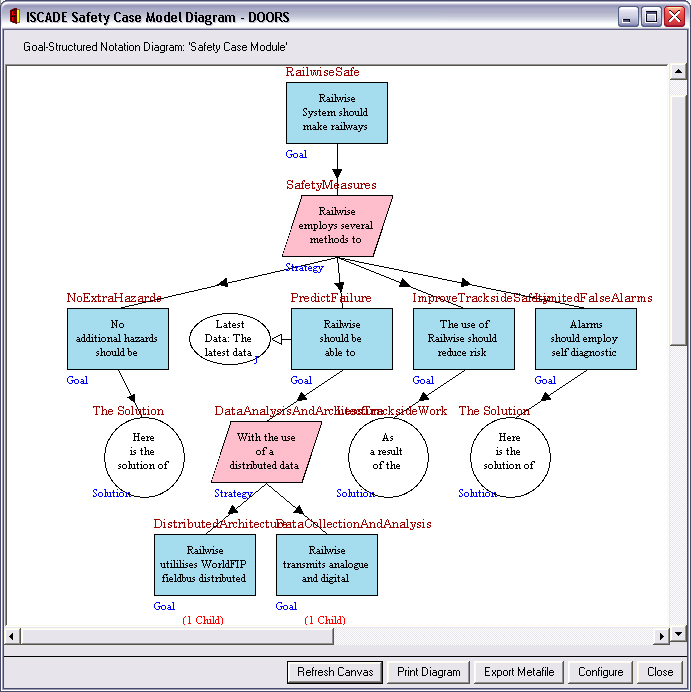 ISCADE Safety Case Model Diagram - DOORS
Goal-Structured Notation Diagram: 'Safety Case Module'
RailwiseSafe
Railwise
System should
make railways
Goal
SafetyMeasures
Railwise
employs several
methods to
Strategy
NoExtraHazards
No
additional hazards
should be
Goal
Latest
Data: The
latest data
J
PredictFailure
Railwise
should be
able to
Goal
ImproveTracksideSafety
The use of
Railwise should
reduce risk
Goal
LimitedFalseAlarms
Alarms
should employ
self diagnostic
Goal
The Solution
Here
is the
solution of
Solution
DataAnalysisAndArchitecture
With the use
of a
distributed data
Strategy
LessTracksideWork
As
a result
of the
Solution
The Solution
Here
is the
solution of
Solution
DistributedArchitecture
Railwise
utililises WorldFIP
fieldbus distributed
Goal
(1 Child)
DataCollectionAndAnalysis
Railwise
transmits analogue
and digital
Goal
(1 Child)
Refresh Canvas
Print Diagram
Export Metafile
Configure
Close